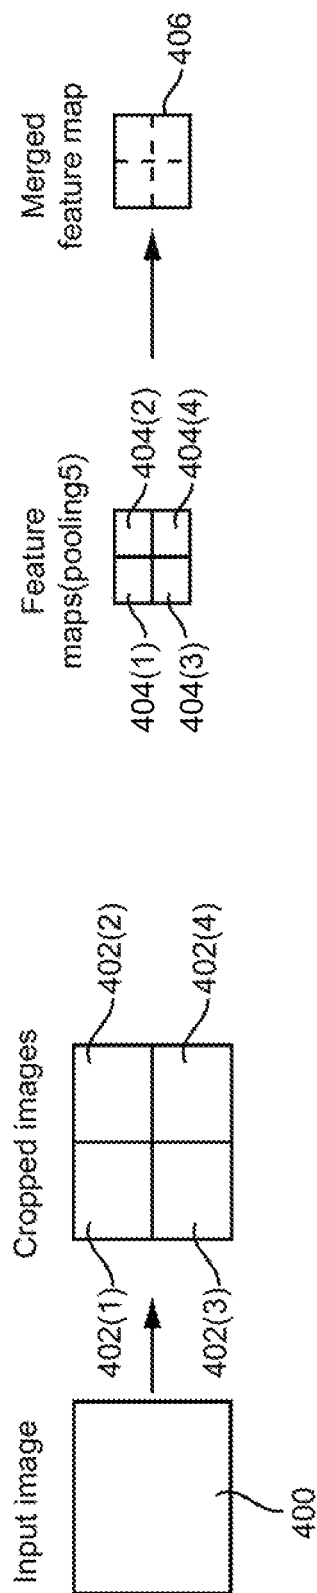 Input image
400
Cropped images
402(1)
402(2)
402(3)
402(4)
Feature
maps(pooling5)
404(1)
404(2)
404(3)
404(4)
Merged
feature map
406